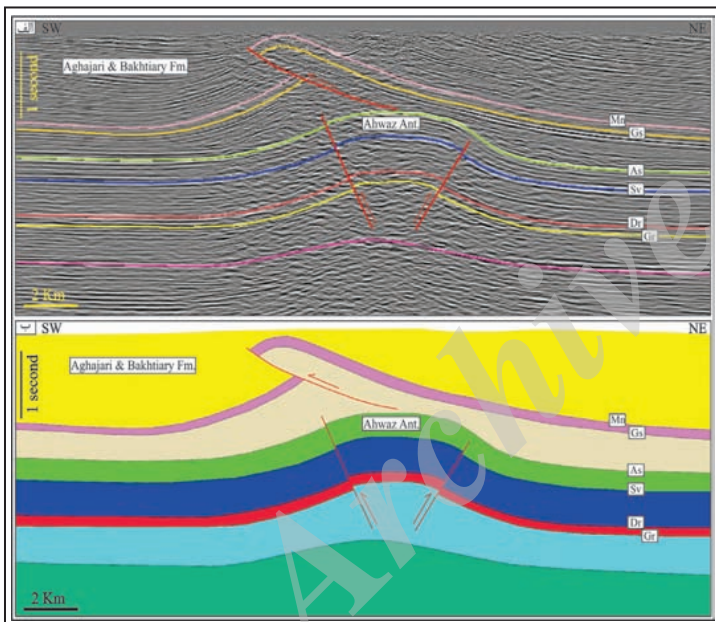 الف SW NE
1 second
Aghajari & Bakhtiary Fm.
Mn
Gs
Ahwaz Ant.
As
Sv
Dr
Gr
2 Km
ب SW NE
1 second
Aghajari & Bakhtiary Fm.
Mn
Gs
Ahwaz Ant.
As
Sv
Dr
Gr
2 Km
Archive